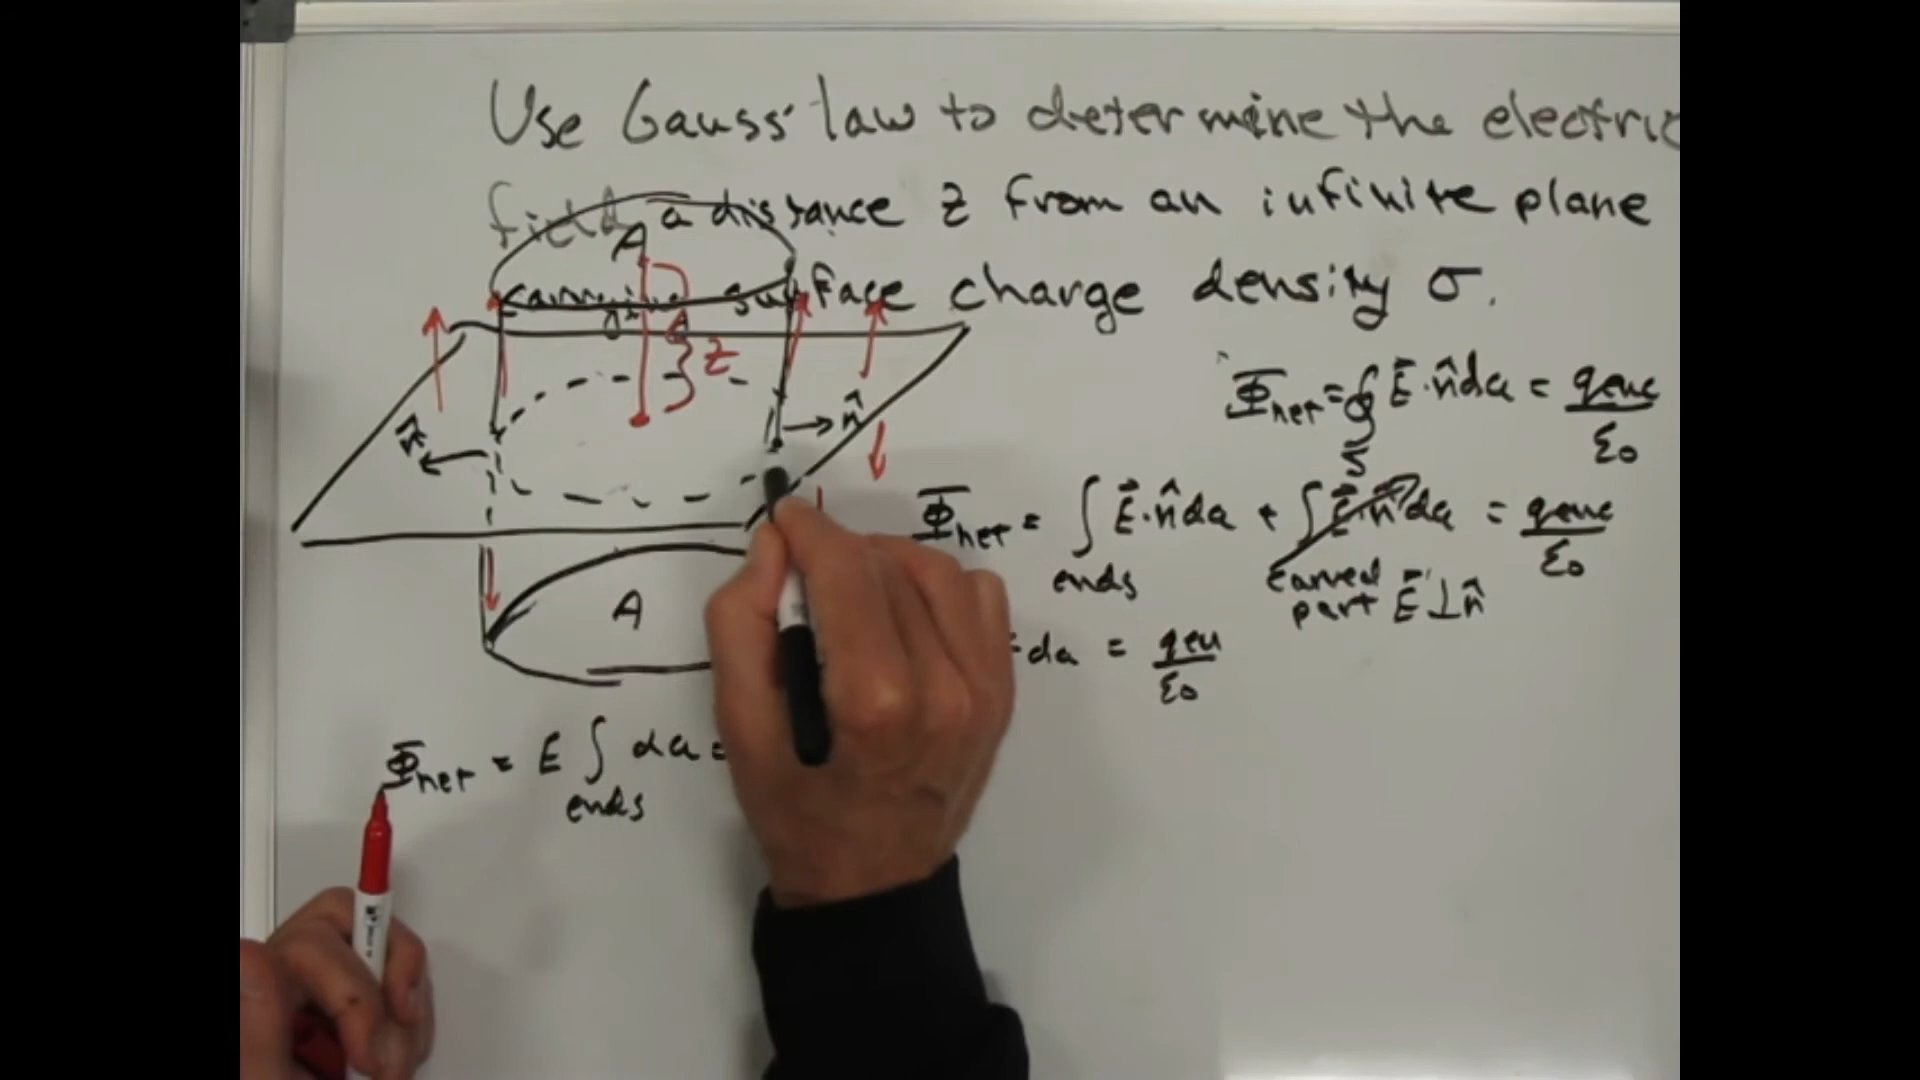 Use Gauss' law to determine the electric
field a distance z from an infinite plane
carrying surface charge density σ.
A
z
n̂
n̂
A
Φnet = ∮ E⃗·n̂da = qenc/ε0
S
Φnet = ∫ E⃗·n̂da + ∫ E⃗·n̂da = qenc/ε0
ends curved part E⃗⊥n̂
da = qen/ε0
Φnet = E ∫ da =
ends